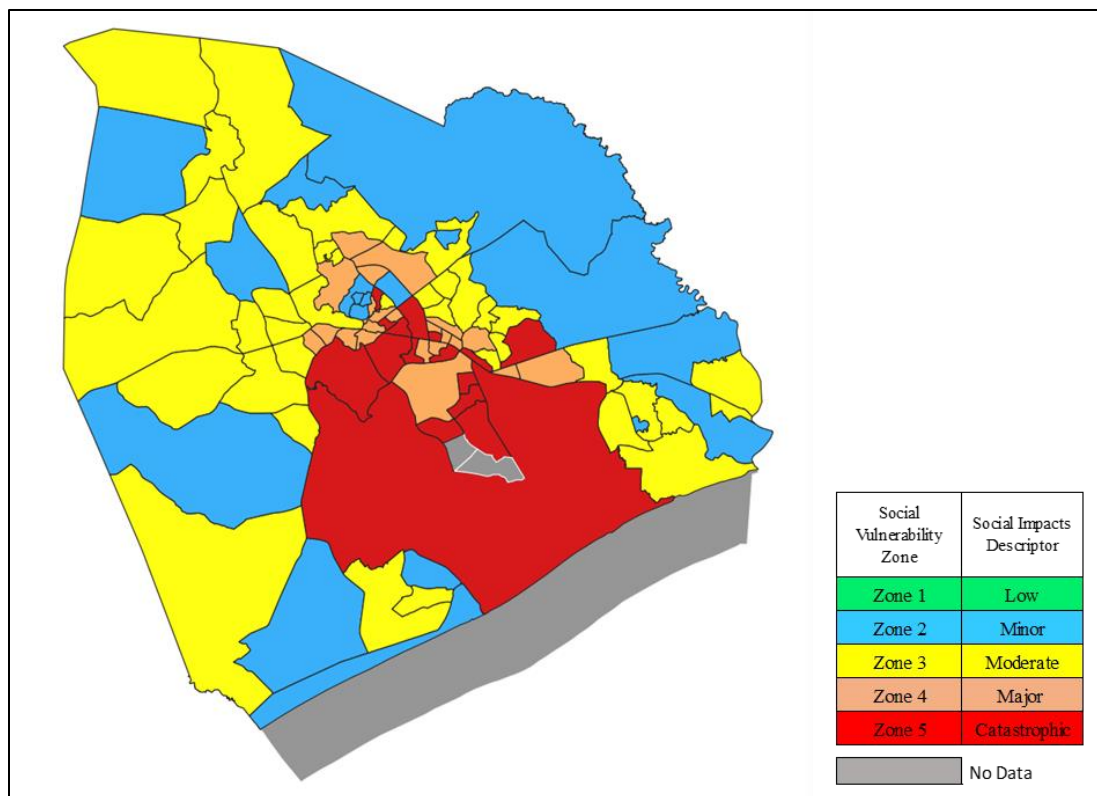 Social
Vulnerability
Zone
Social Impacts
Descriptor
Zone 1 Low
Zone 2 Minor
Zone 3 Moderate
Zone 4 Major
Zone 5 Catastrophic
No Data